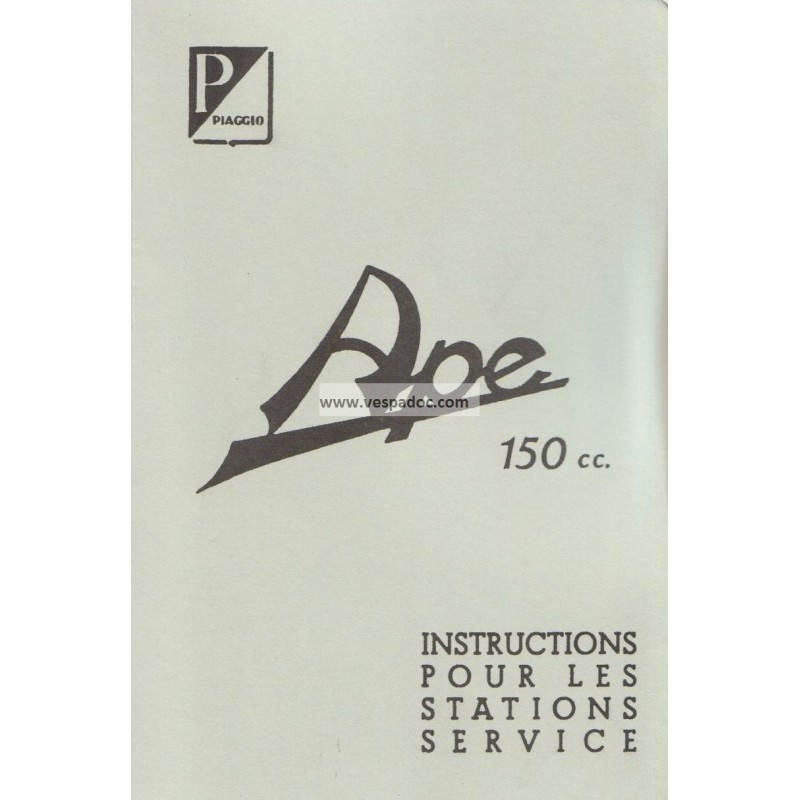 P
PIAGGIO
Ape
www.vespadoc.com
150 cc.
INSTRUCTIONS
POUR LES
STATIONS
SERVICE